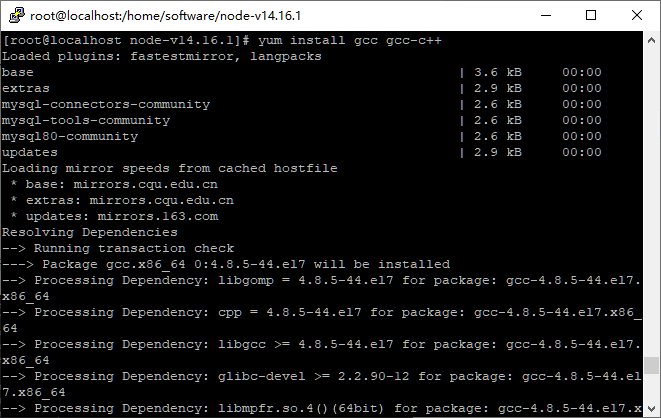 root@localhost:/home/software/node-v14.16.1
[root@localhost node-v14.16.1]# yum install gcc gcc-c++
Loaded plugins: fastestmirror, langpacks
base | 3.6 kB 00:00
extras | 2.9 kB 00:00
mysql-connectors-community | 2.6 kB 00:00
mysql-tools-community | 2.6 kB 00:00
mysql80-community | 2.6 kB 00:00
updates | 2.9 kB 00:00
Loading mirror speeds from cached hostfile
 * base: mirrors.cqu.edu.cn
 * extras: mirrors.cqu.edu.cn
 * updates: mirrors.163.com
Resolving Dependencies
--> Running transaction check
---> Package gcc.x86_64 0:4.8.5-44.el7 will be installed
--> Processing Dependency: libgomp = 4.8.5-44.el7 for package: gcc-4.8.5-44.el7.
x86_64
--> Processing Dependency: cpp = 4.8.5-44.el7 for package: gcc-4.8.5-44.el7.x86_
64
--> Processing Dependency: libgcc >= 4.8.5-44.el7 for package: gcc-4.8.5-44.el7.
x86_64
--> Processing Dependency: glibc-devel >= 2.2.90-12 for package: gcc-4.8.5-44.el
7.x86_64
--> Processing Dependency: libmpfr.so.4()(64bit) for package: gcc-4.8.5-44.el7.x